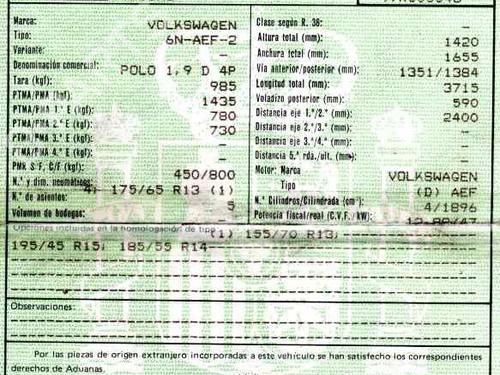 Marca: VOLKSWAGEN
Tipo: 6N-AEF-2
Variante: –
Denominación comercial: POLO 1,9 D 4P
Tara (kgf): 985
PTMA/PMA (kgf): 1435
PTMA/PMA 1.º E (kgf): 780
PTMA/PMA 2.º E (kgf): 730
PTMA/PMA 3.º E (kgf): –
PTMA/PMA 4.º E (kgf): –
PMR S/F, C/F (kgf): 450/800
N.º y dim. neumáticos: 4, 175/65 R13 (1)
N.º de asientos: 5
Volumen de bodegas: –
Clase según R. 36: –
Altura total (mm): 1420
Anchura total (mm): 1655
Vía anterior/posterior (mm): 1351/1384
Longitud total (mm): 3715
Voladizo posterior (mm): 590
Distancia eje 1.º/2.º (mm): 2400
Distancia eje 2.º/3.º (mm): –
Distancia eje 3.º/4.º (mm): –
Distancia 5.ª rda./ult. (mm): –
Motor: Marca VOLKSWAGEN
Tipo (D) AEF
N.º Cilindros/Cilindrada (cm³) 4/1896
Potencia fiscal/real (C.V.F./kW):
Opciones incluidas en la homologación de tipo (1) 155/70 R13,
195/45 R15, 185/55 R14
Observaciones:
Por las piezas de origen extranjero incorporadas a este vehículo se han satisfecho los correspondientes
derechos de Aduanas.